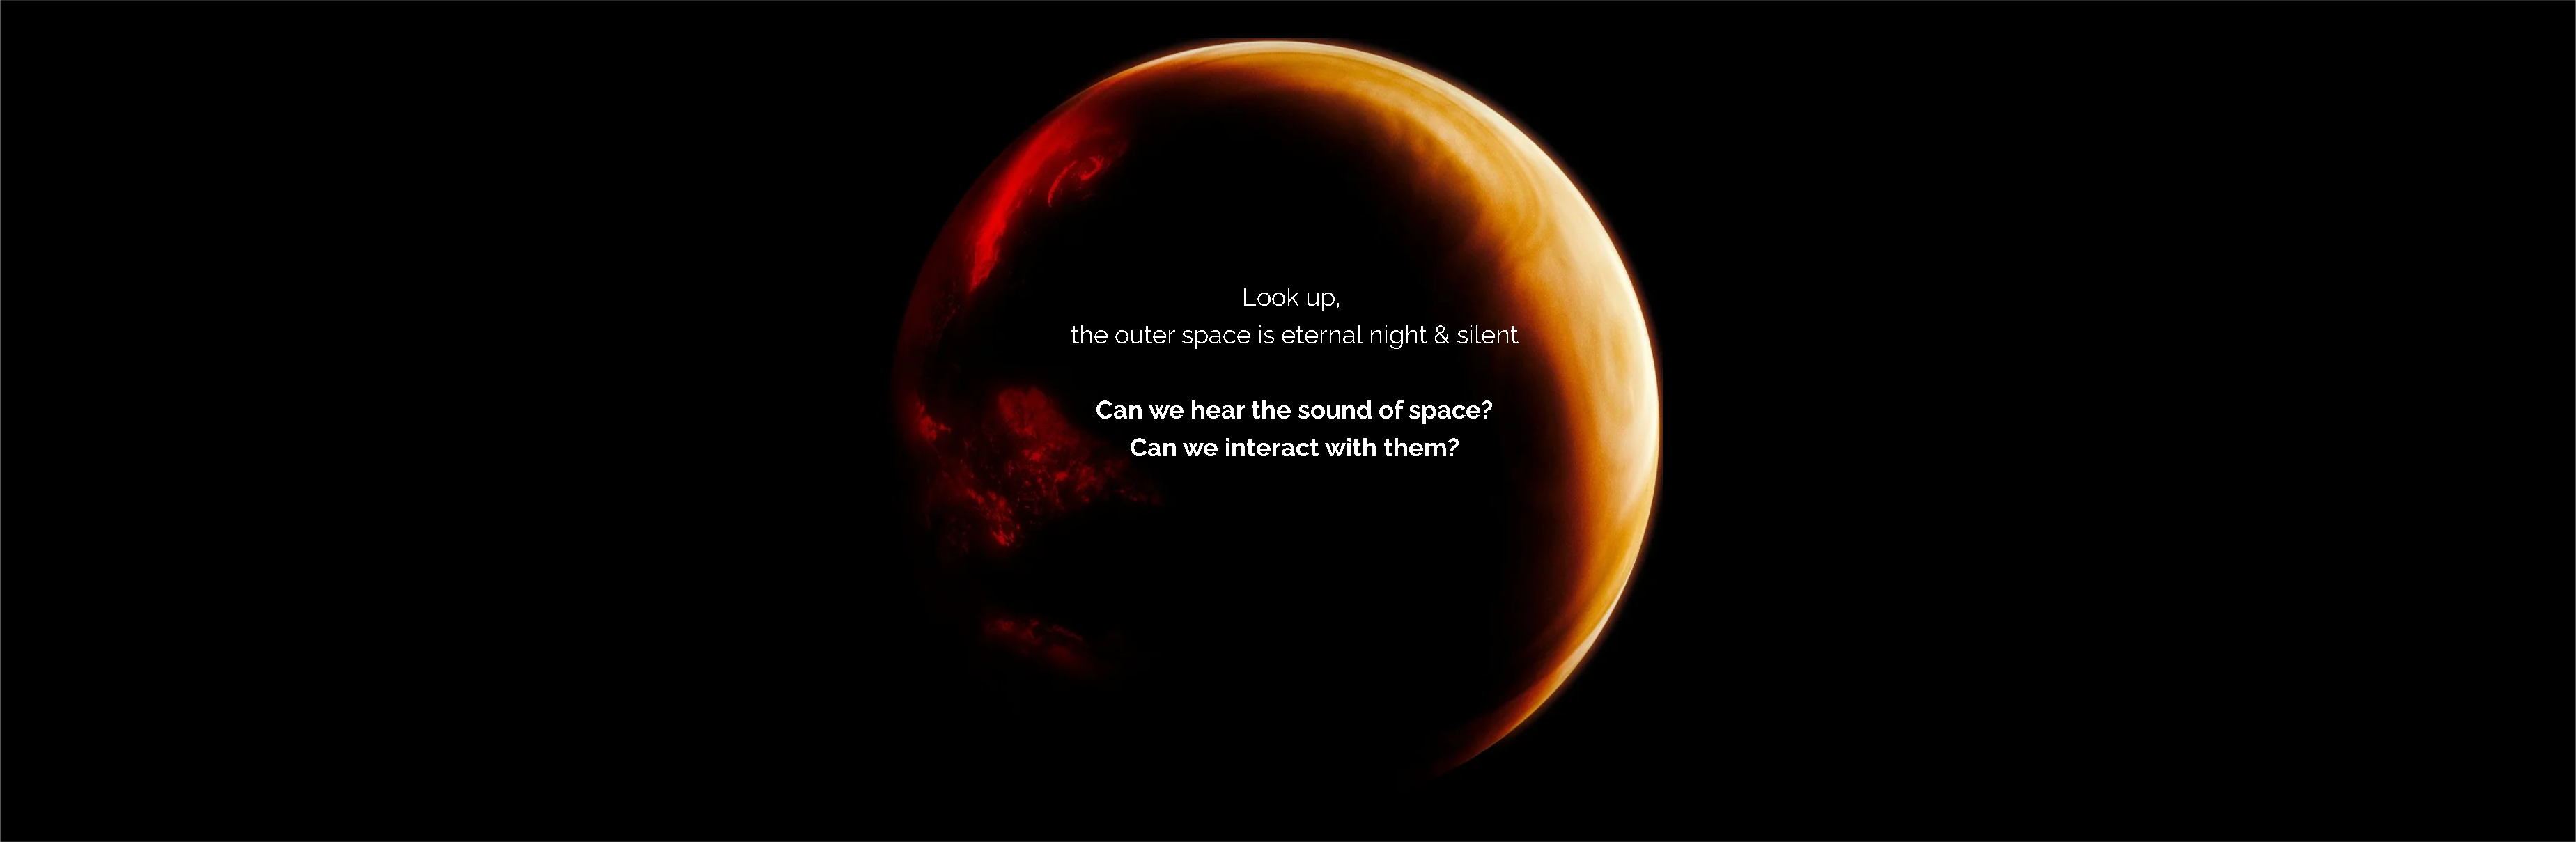 Look up,
the outer space is eternal night & silent
Can we hear the sound of space?
Can we interact with them?